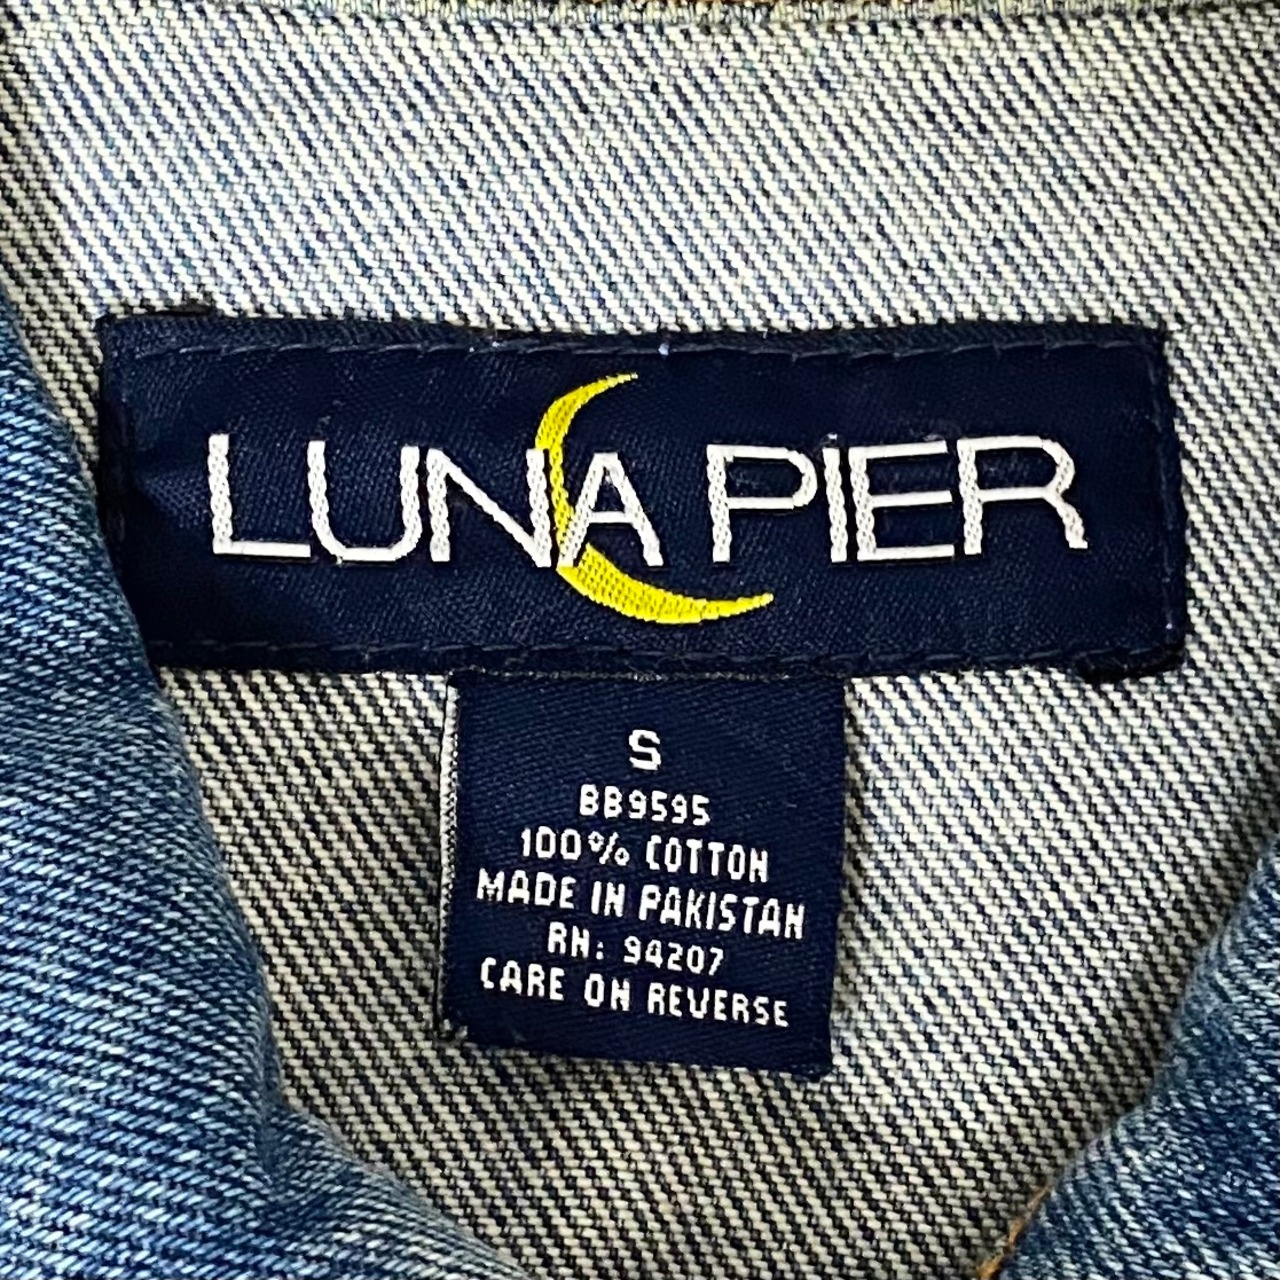 LUNA PIER
S
BB9595
100% COTTON
MADE IN PAKISTAN
RN: 94207
CARE ON REVERSE